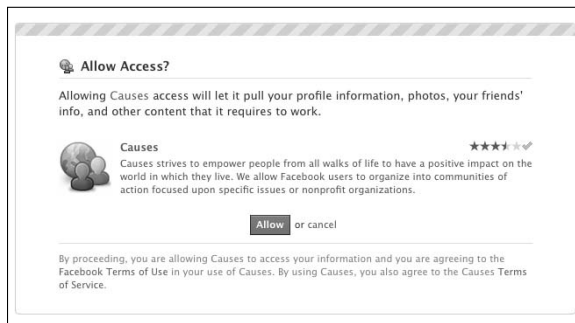 Allow Access?
Allowing Causes access will let it pull your profile information, photos, your friends'
info, and other content that it requires to work.
Causes
Causes strives to empower people from all walks of life to have a positive impact on the
world in which they live. We allow Facebook users to organize into communities of
action focused upon specific issues or nonprofit organizations.
Allow or cancel
By proceeding, you are allowing Causes to access your information and you are agreeing to the
Facebook Terms of Use in your use of Causes. By using Causes, you also agree to the Causes Terms
of Service.